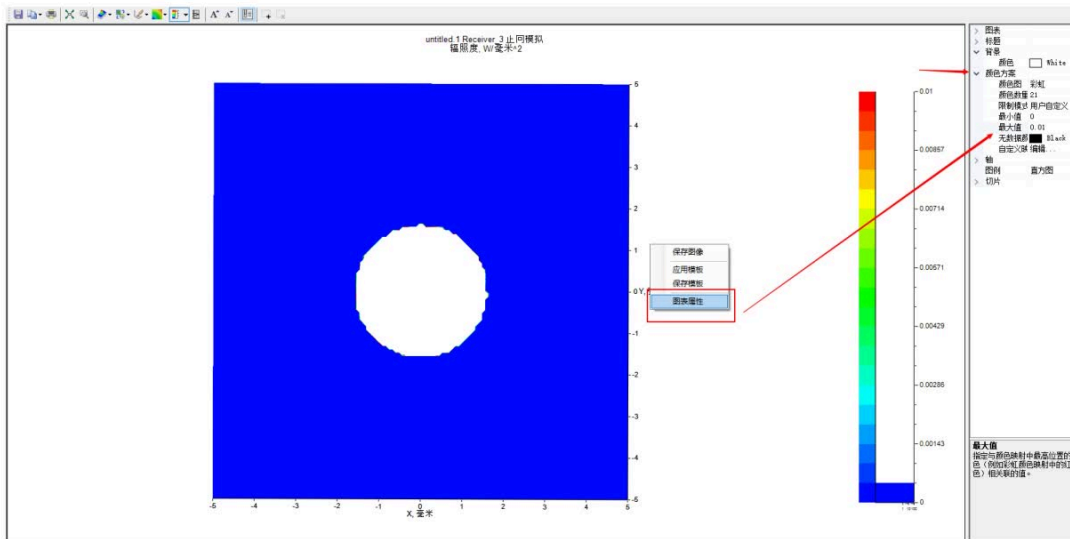 untitled.1 Receiver_3 止向模拟
辐照度, W/毫米^2
5
4
3
2
1
0 Y,
-1
-2
-3
-4
-5
-5 -4 -3 -2 -1 0 1 2 3 4 5
X, 毫米
保存图像
应用模板
保存模板
图表属性
0.01
0.00857
0.00714
0.00571
0.00429
0.00286
0.00143
0
图表
标题
背景
颜色 White
颜色方案
颜色图 彩虹
颜色数量 21
限制模式 用户自定义
最小值 0
最大值 0.01
无数据颜 Black
自定义颜 编辑...
轴
图例 直方图
切片
最大值
指定与颜色映射中最高位置的
色（例如彩虹颜色映射中的红
色）相关联的值。